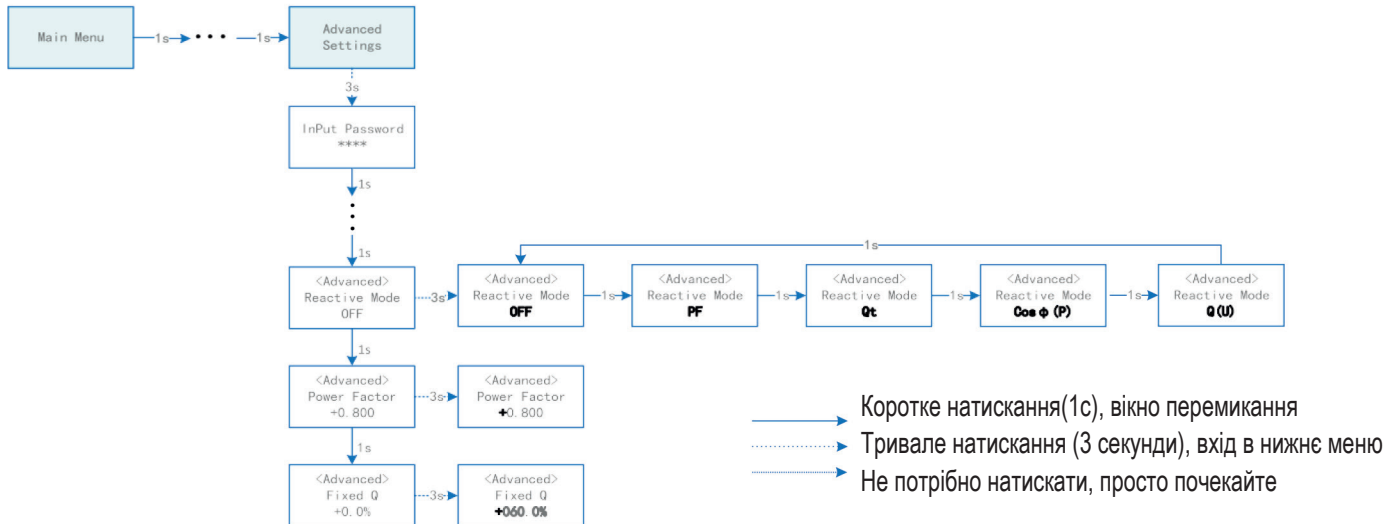 Main Menu
1s
•••
1s
Advanced
Settings
3s
InPut Password
****
1s
1s
<Advanced>
Reactive Mode
OFF
3s
<Advanced>
Reactive Mode
OFF
1s
<Advanced>
Reactive Mode
PF
1s
<Advanced>
Reactive Mode
Qt
1s
<Advanced>
Reactive Mode
Cos φ (P)
1s
<Advanced>
Reactive Mode
Q(U)
1s
1s
<Advanced>
Power Factor
+0.800
3s
<Advanced>
Power Factor
+0.800
1s
<Advanced>
Fixed Q
+0.0%
3s
<Advanced>
Fixed Q
+060.0%
Коротке натискання(1с), вікно перемикання
Тривале натискання (3 секунди), вхід в нижнє меню
Не потрібно натискати, просто почекайте